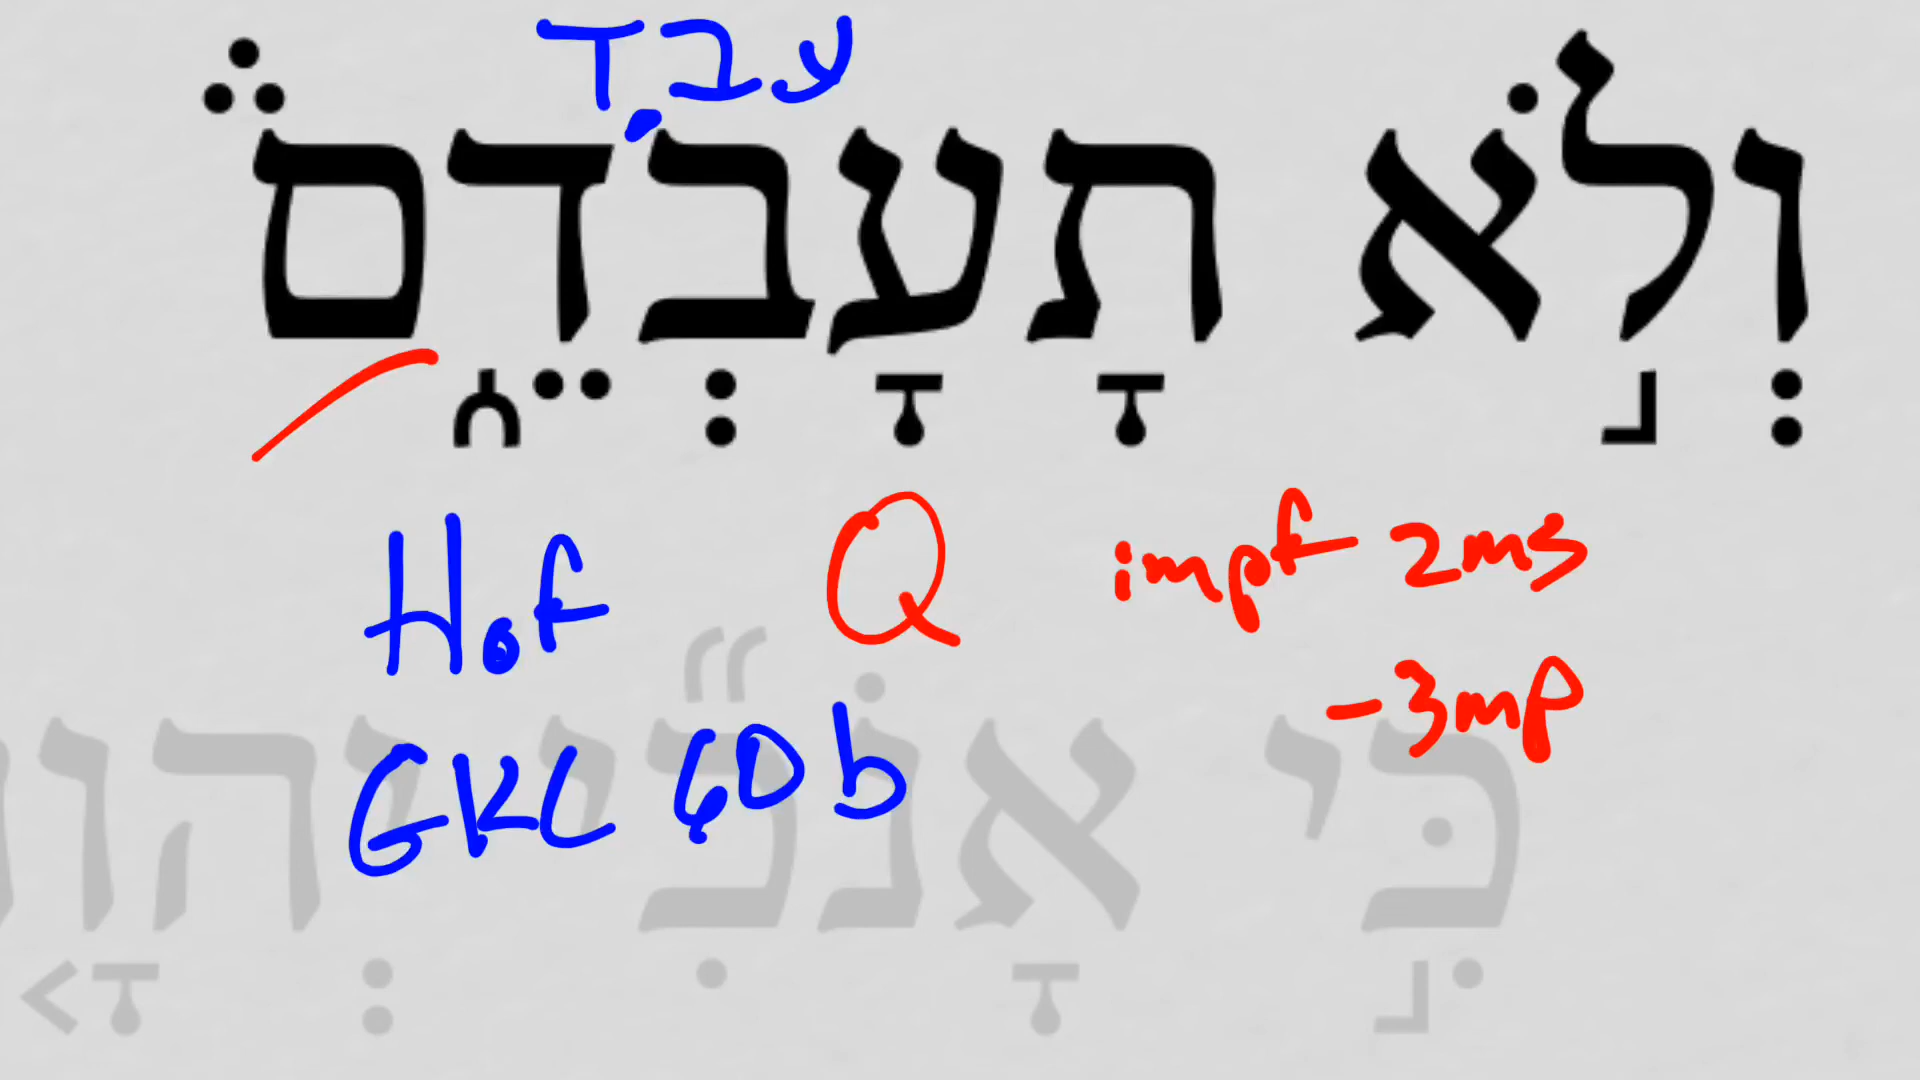 עבד
וְלֹ֣א תָעָבְדֵ֑ם֒
Hof Q impf 2ms
-3mp
GKC 60b
כִּ֣י אָנֹכִ֞י יְהוָ֤